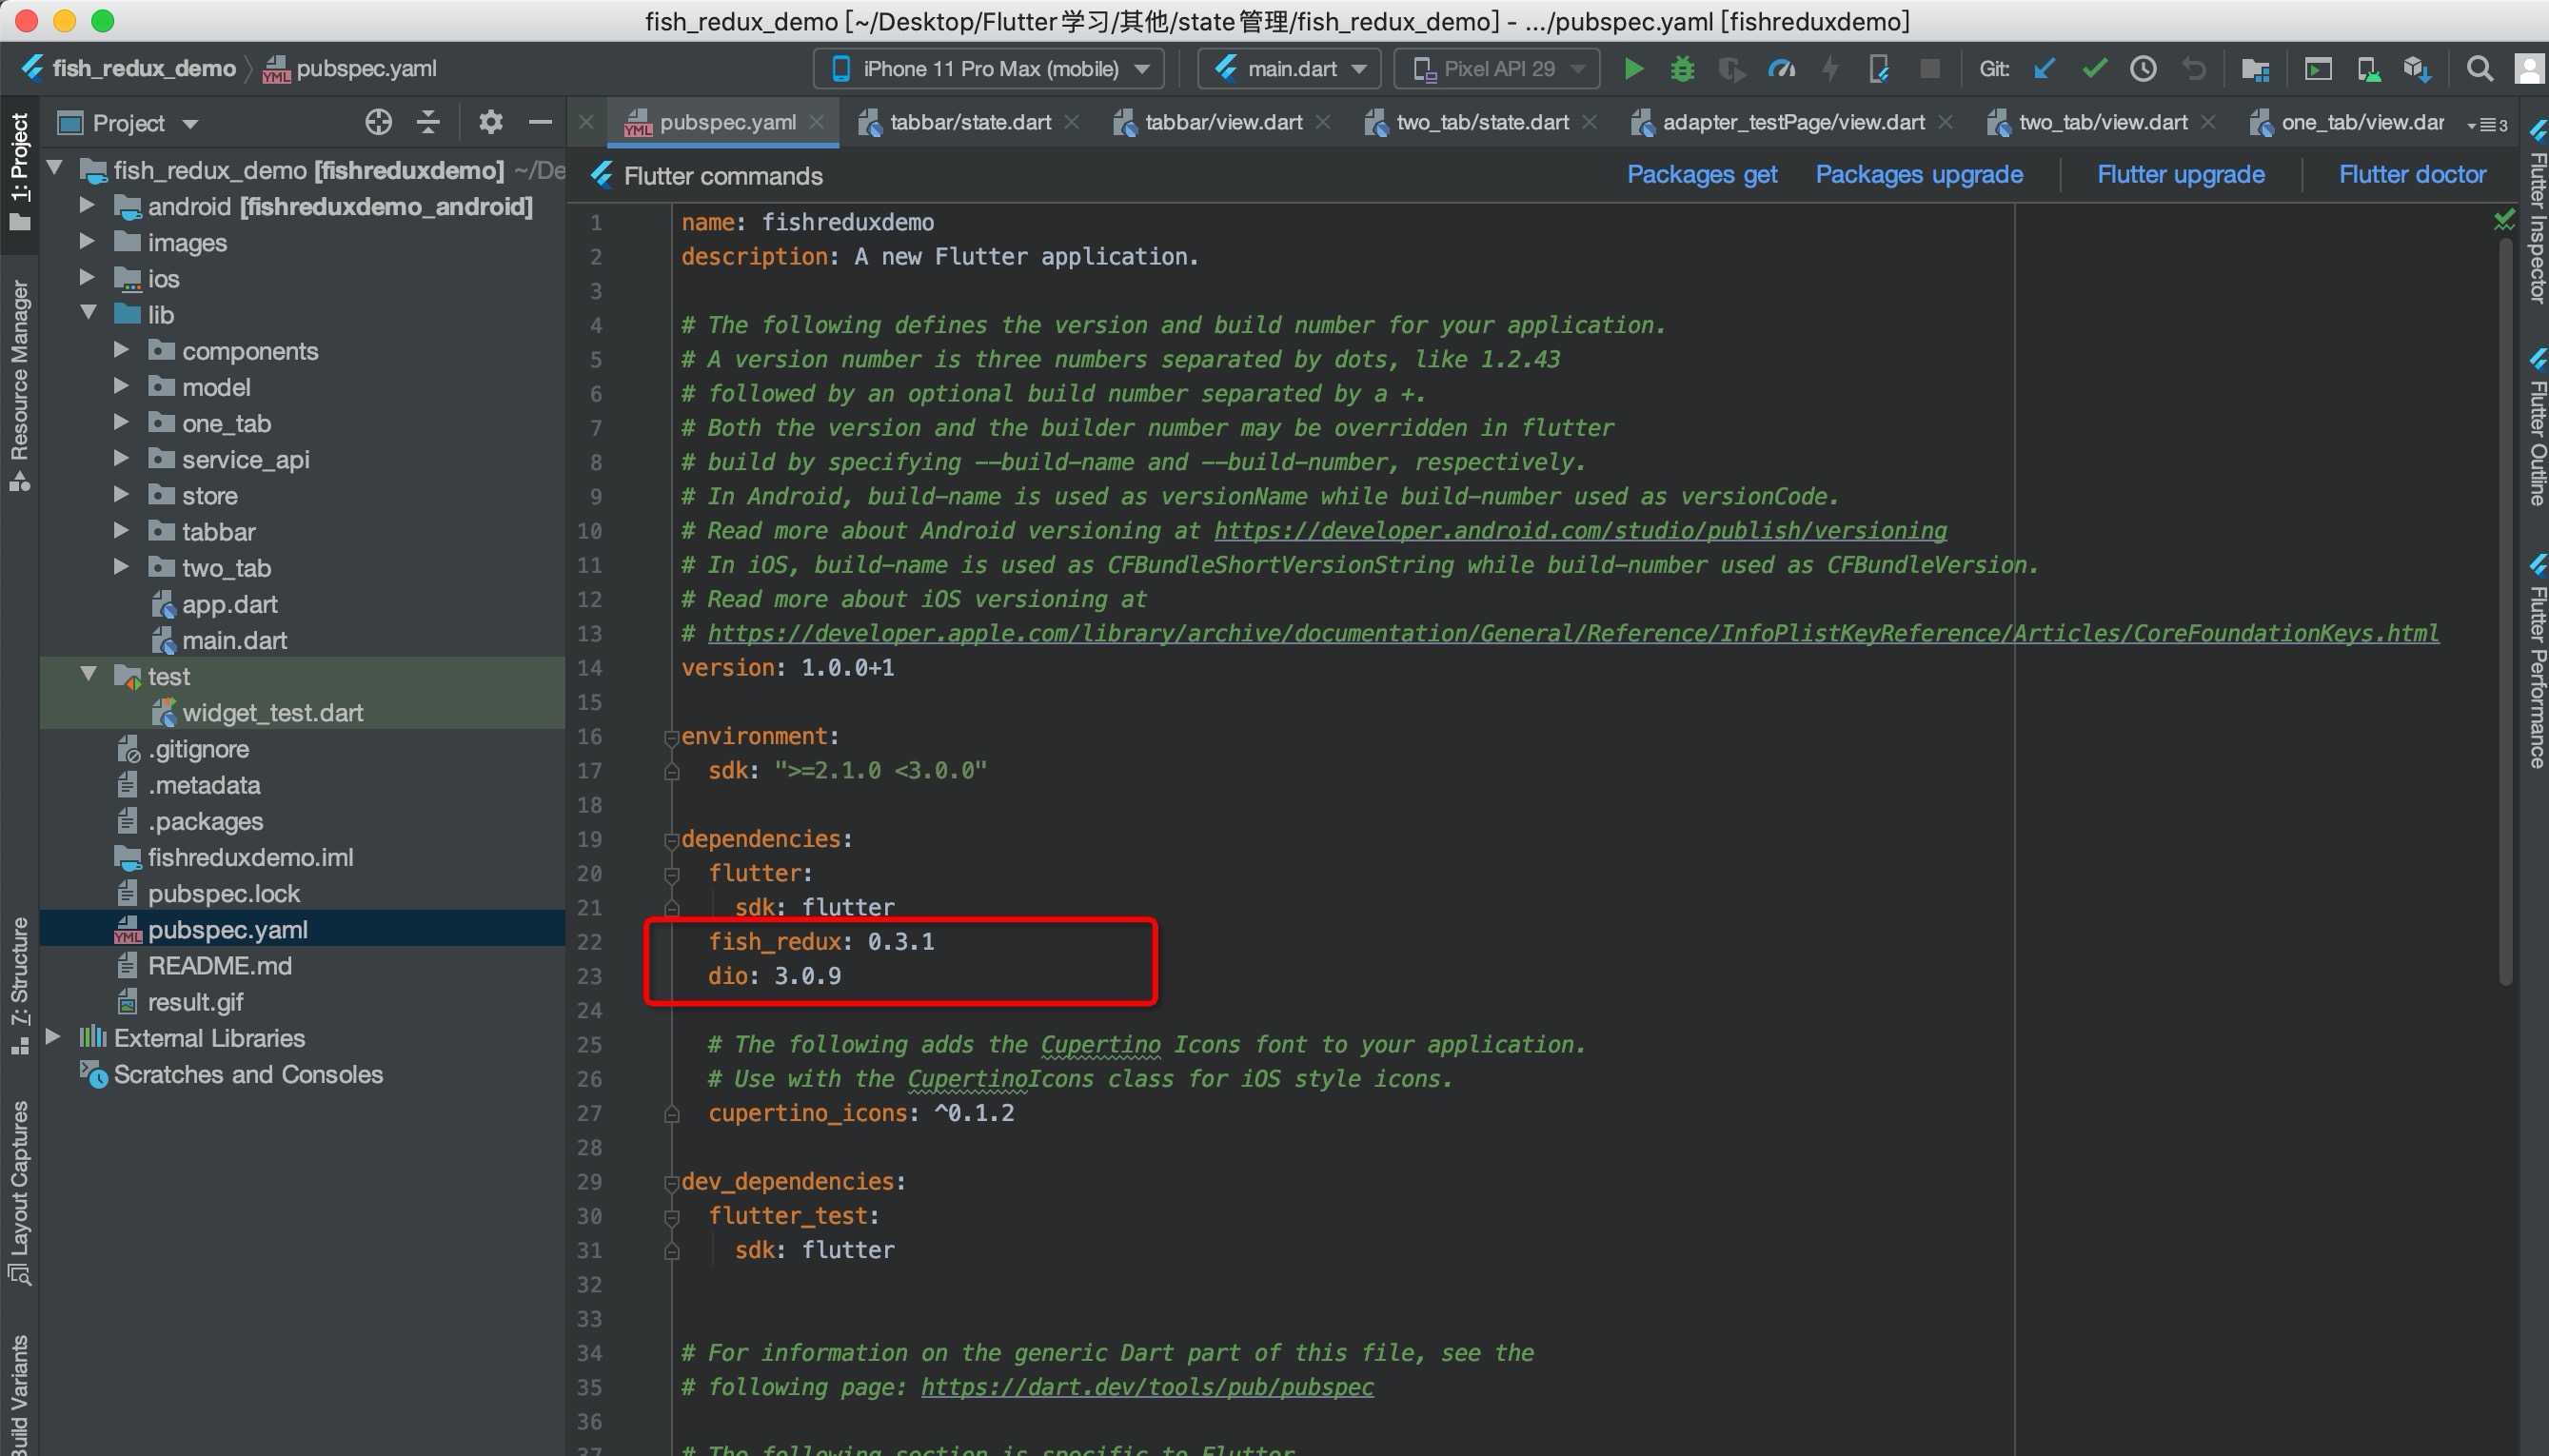 fish_redux_demo [~/Desktop/Flutter学习/其他/state管理/fish_redux_demo] - .../pubspec.yaml [fishreduxdemo]
fish_redux_demo pubspec.yaml iPhone 11 Pro Max (mobile) main.dart Pixel API 29 Git:
1: Project
Resource Manager
7: Structure
Layout Captures
Build Variants
Project
fish_redux_demo [fishreduxdemo] ~/De
android [fishreduxdemo_android]
images
ios
lib
components
model
one_tab
service_api
store
tabbar
two_tab
app.dart
main.dart
test
widget_test.dart
.gitignore
.metadata
.packages
fishreduxdemo.iml
pubspec.lock
pubspec.yaml
README.md
result.gif
External Libraries
Scratches and Consoles
pubspec.yaml tabbar/state.dart tabbar/view.dart two_tab/state.dart adapter_testPage/view.dart two_tab/view.dart one_tab/view.dar 3
Flutter commands Packages get Packages upgrade Flutter upgrade Flutter doctor
1 name: fishreduxdemo
2 description: A new Flutter application.
3
4 # The following defines the version and build number for your application.
5 # A version number is three numbers separated by dots, like 1.2.43
6 # followed by an optional build number separated by a +.
7 # Both the version and the builder number may be overridden in flutter
8 # build by specifying --build-name and --build-number, respectively.
9 # In Android, build-name is used as versionName while build-number used as versionCode.
10 # Read more about Android versioning at https://developer.android.com/studio/publish/versioning
11 # In iOS, build-name is used as CFBundleShortVersionString while build-number used as CFBundleVersion.
12 # Read more about iOS versioning at
13 # https://developer.apple.com/library/archive/documentation/General/Reference/InfoPlistKeyReference/Articles/CoreFoundationKeys.html
14 version: 1.0.0+1
15
16 environment:
17 sdk: ">=2.1.0 <3.0.0"
18
19 dependencies:
20 flutter:
21 sdk: flutter
22 fish_redux: 0.3.1
23 dio: 3.0.9
24
25 # The following adds the Cupertino Icons font to your application.
26 # Use with the CupertinoIcons class for iOS style icons.
27 cupertino_icons: ^0.1.2
28
29 dev_dependencies:
30 flutter_test:
31 sdk: flutter
32
33
34 # For information on the generic Dart part of this file, see the
35 # following page: https://dart.dev/tools/pub/pubspec
36
37 # The following section is specific to Flutter.
Flutter Inspector
Flutter Outline
Flutter Performance
YML
YML
YML